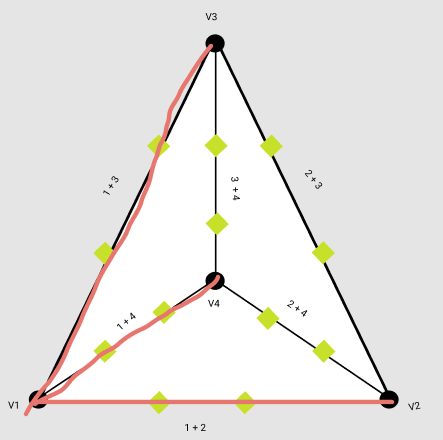 V3
1 + 3
3 + 4
2 + 3
V4
1 + 4
2 + 4
V1
V2
1 + 2